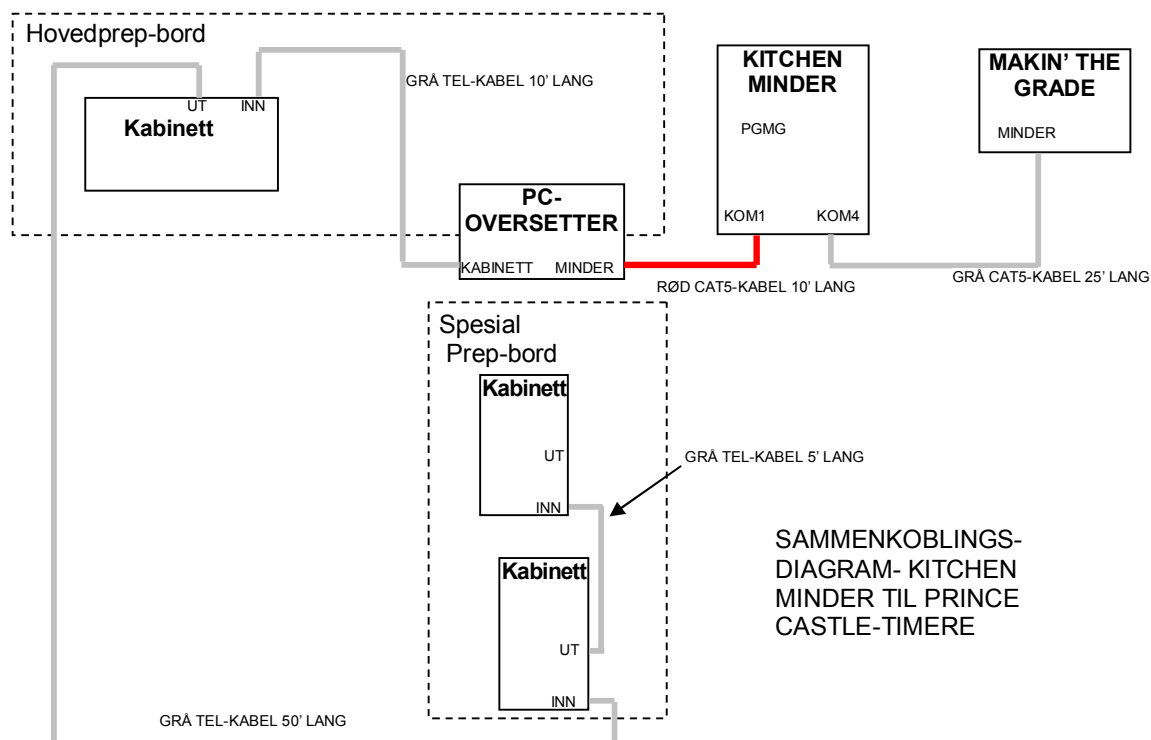 Hovedprep-bord
UT
INN
Kabinett
GRÅ TEL-KABEL 10' LANG
KITCHEN
MINDER
PGMG
KOM1
KOM4
MAKIN' THE
GRADE
MINDER
PC-
OVERSETTER
KABINETT
MINDER
RØD CAT5-KABEL 10' LANG
GRÅ CAT5-KABEL 25' LANG
Spesial
Prep-bord
Kabinett
UT
INN
GRÅ TEL-KABEL 5' LANG
Kabinett
UT
INN
SAMMENKOBLINGS-
DIAGRAM- KITCHEN
MINDER TIL PRINCE
CASTLE-TIMERE
GRÅ TEL-KABEL 50' LANG